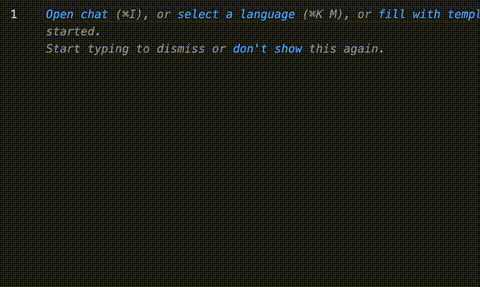 1 Open chat (⌘I), or select a language (⌘K M), or fill with templ
started.
Start typing to dismiss or don't show this again.